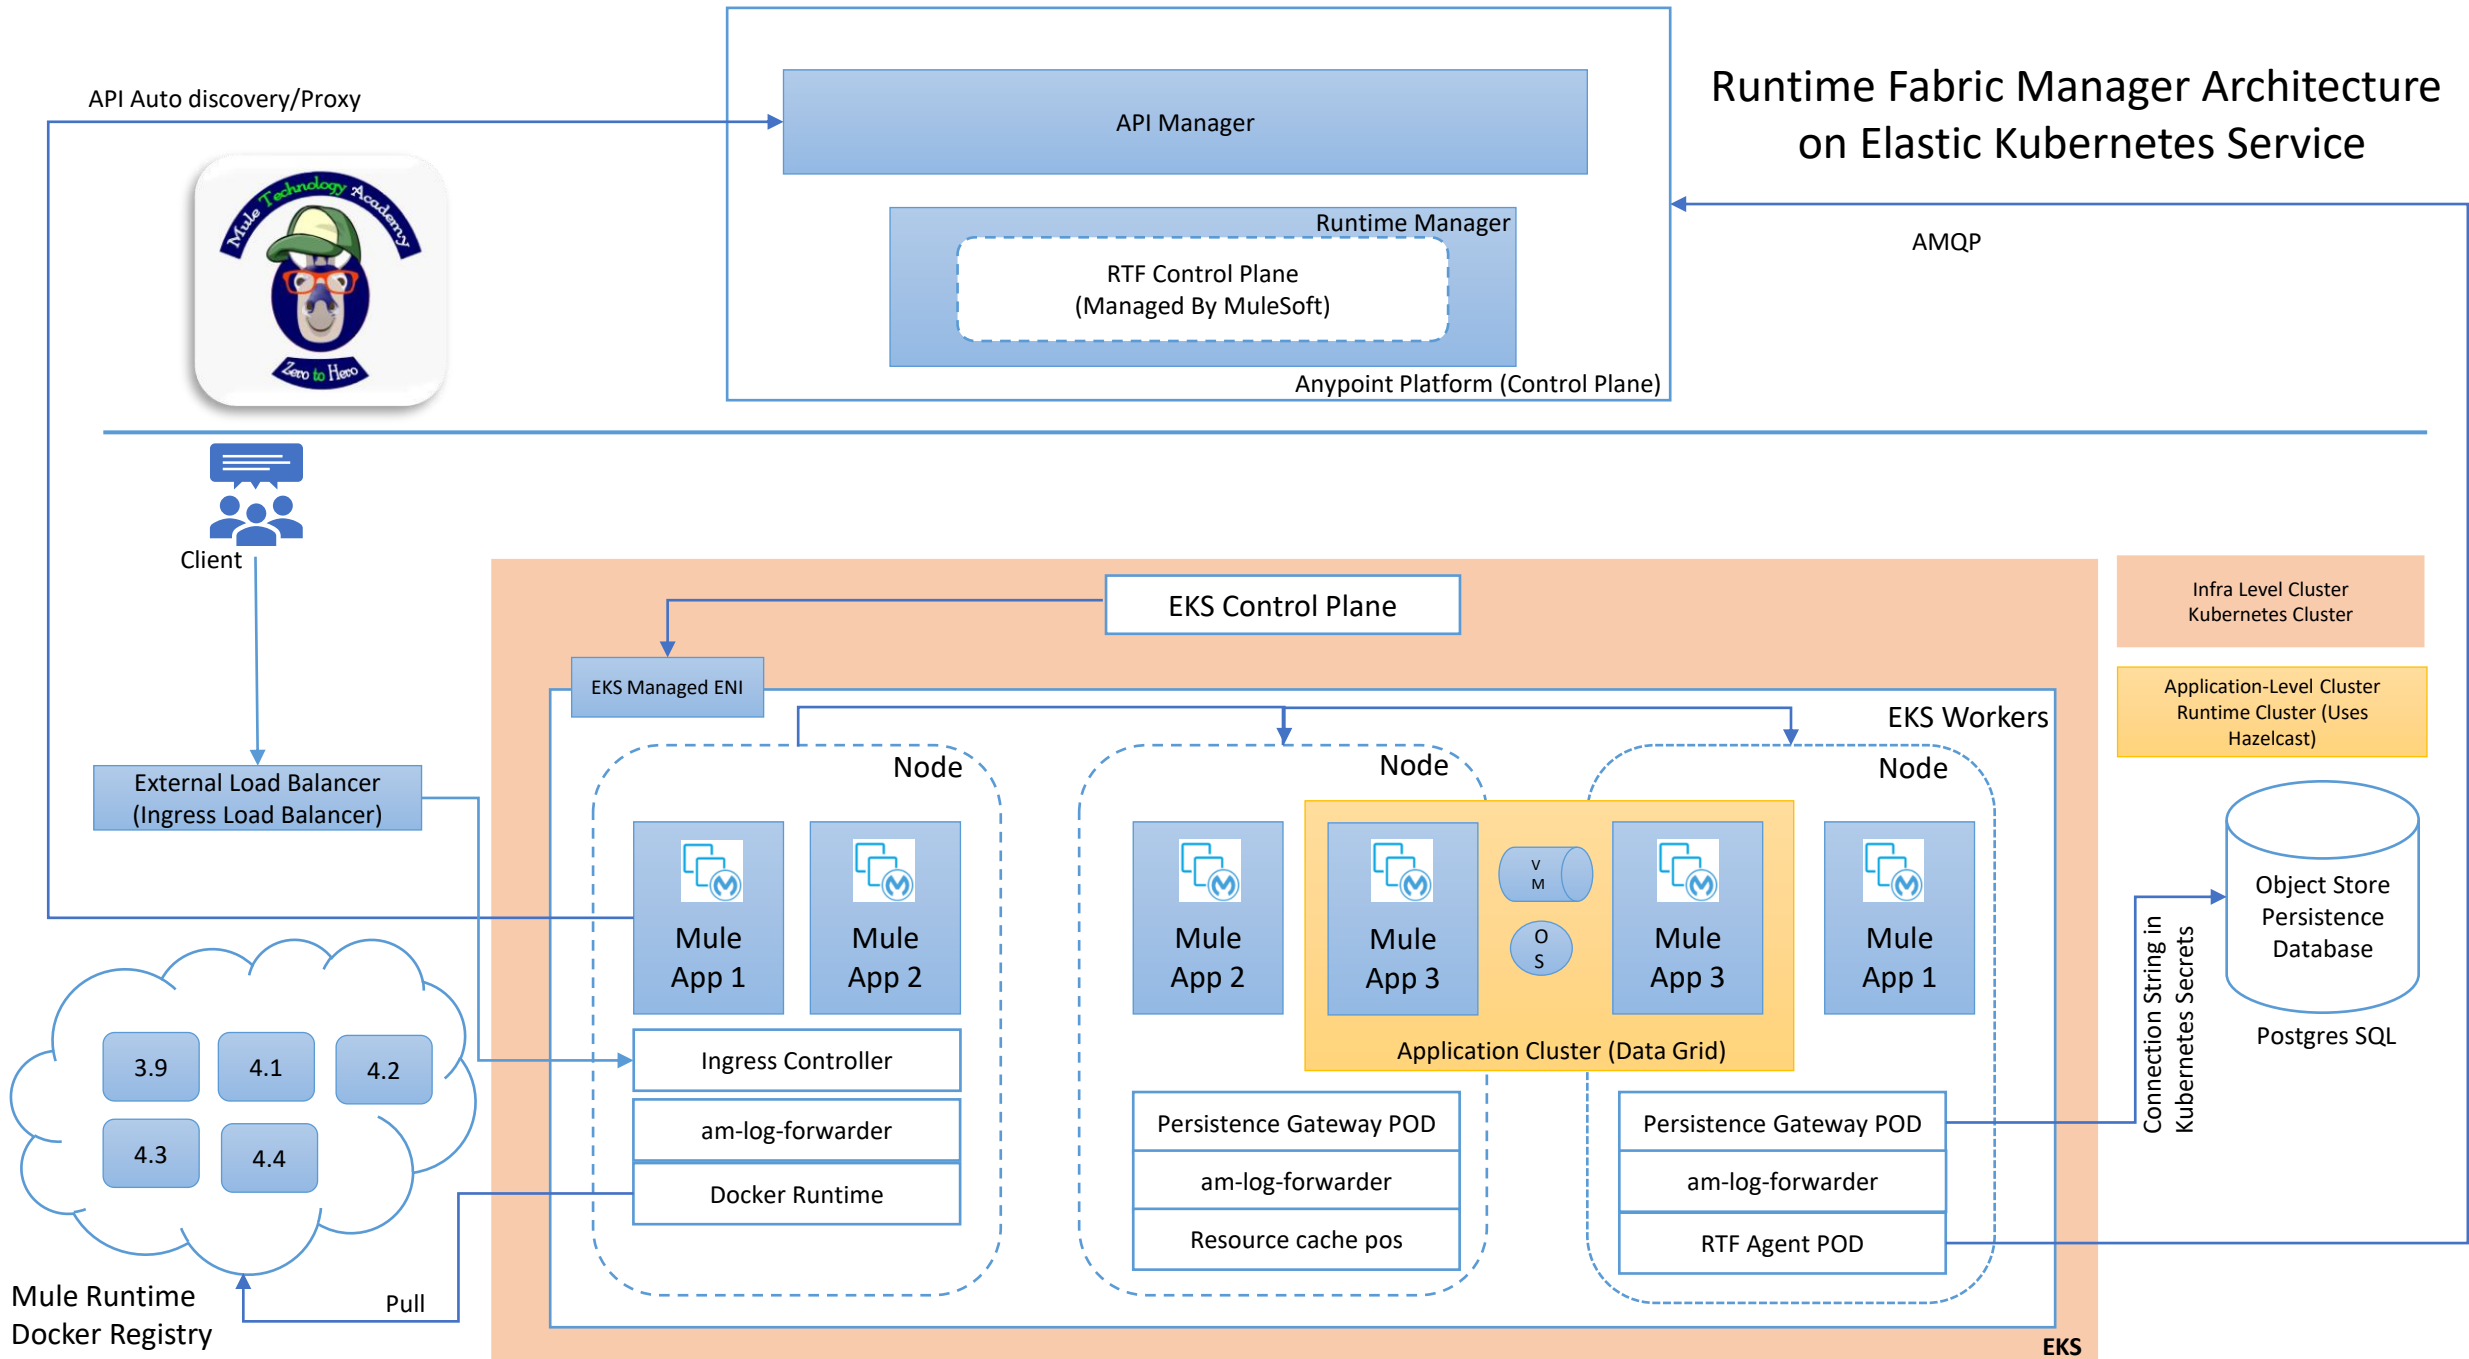 Runtime Fabric Manager Architecture
on Elastic Kubernetes Service
API Auto discovery/Proxy
API Manager
Runtime Manager
RTF Control Plane
(Managed By MuleSoft)
Anypoint Platform (Control Plane)
AMQP
Mule Technology Academy
Zero to Hero
Client
External Load Balancer
(Ingress Load Balancer)
EKS Control Plane
EKS Managed ENI
EKS Workers
Infra Level Cluster
Kubernetes Cluster
Application-Level Cluster
Runtime Cluster (Uses
Hazelcast)
Node
Mule
App 1
Mule
App 2
Ingress Controller
am-log-forwarder
Docker Runtime
Node
Mule
App 2
Mule
App 3
V
M
O
S
Application Cluster (Data Grid)
Persistence Gateway POD
am-log-forwarder
Resource cache pos
Node
Mule
App 3
Mule
App 1
Persistence Gateway POD
am-log-forwarder
RTF Agent POD
Connection String in
Kubernetes Secrets
Object Store
Persistence
Database
Postgres SQL
3.9
4.1
4.2
4.3
4.4
Pull
Mule Runtime
Docker Registry
EKS